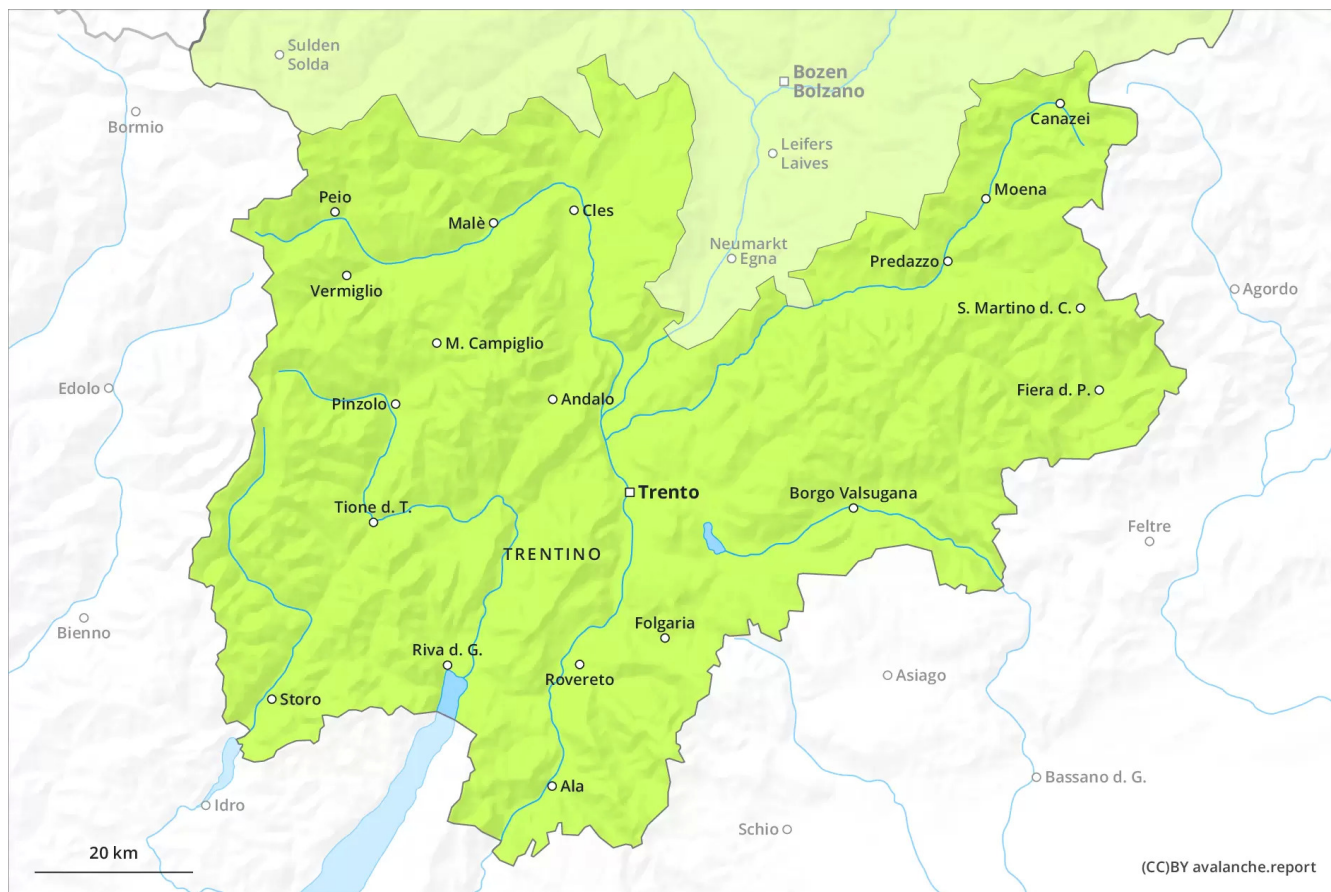 Sulden
Solda
Bozen
Bolzano
Bormio
Canazei
Leifers
Laives
Peio
Moena
Malè
Cles
Neumarkt
Egna
Predazzo
Vermiglio
Agordo
S. Martino d. C.
M. Campiglio
Edolo
Fiera d. P.
Andalo
Pinzolo
Trento
Borgo Valsugana
Tione d. T.
Feltre
TRENTINO
Bienno
Folgaria
Riva d. G.
Asiago
Rovereto
Storo
Bassano d. G.
Ala
Idro
Schio
20 km
(CC)BY avalanche.report